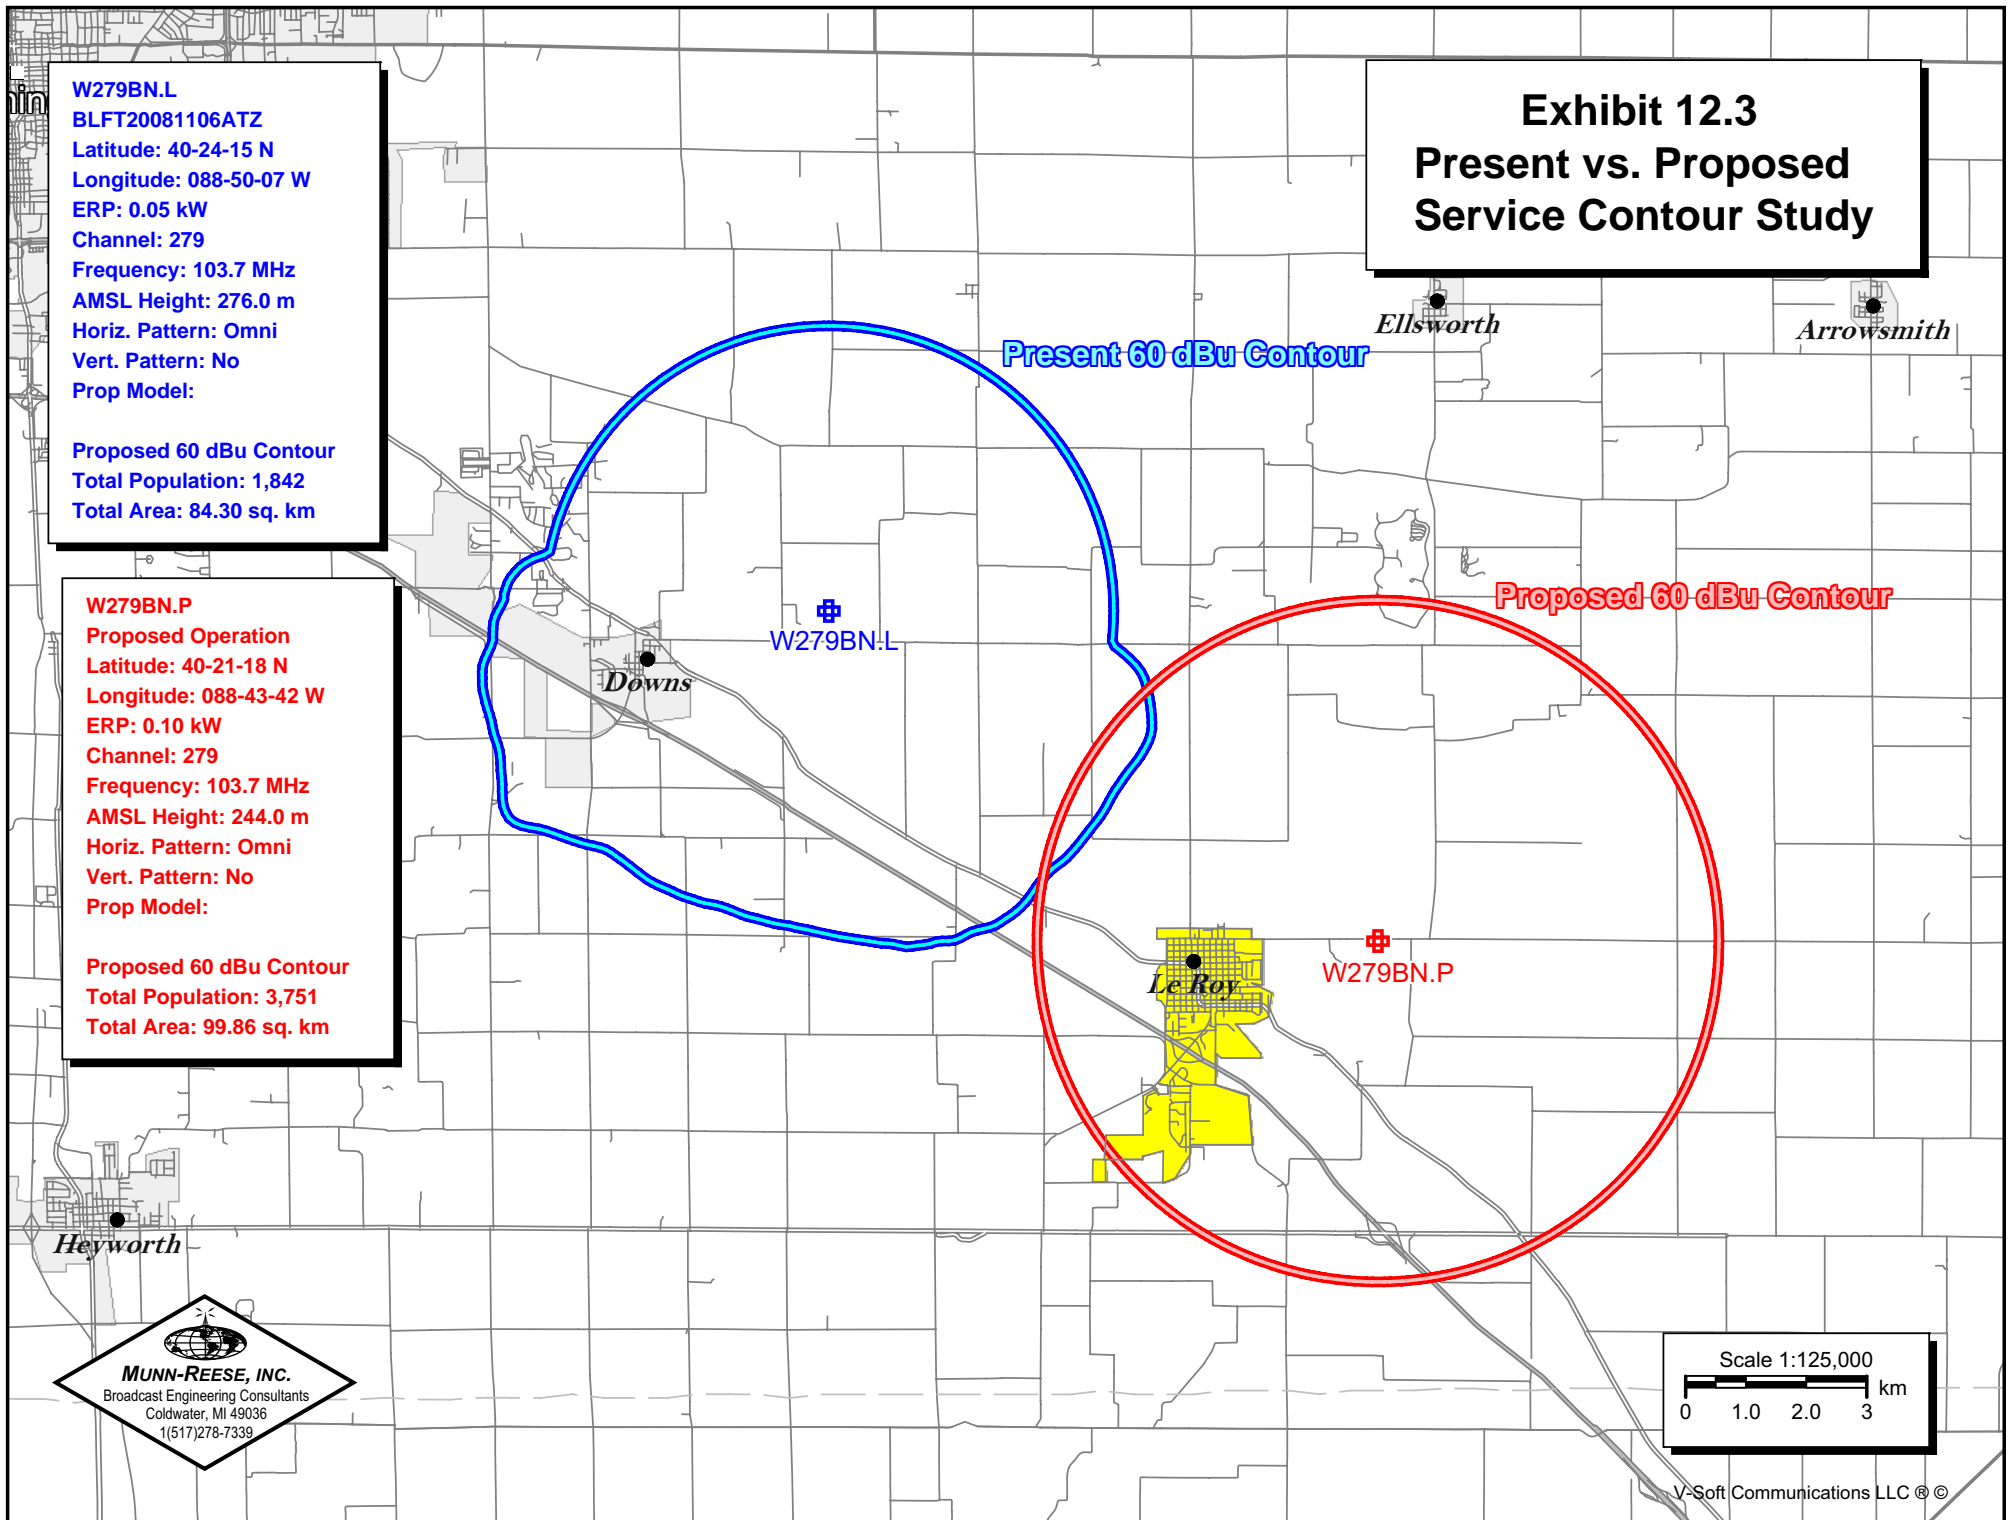 W279BN.L
BLFT20081106ATZ
Latitude: 40-24-15 N
Longitude: 088-50-07 W
ERP: 0.05 kW
Channel: 279
Frequency: 103.7 MHz
AMSL Height: 276.0 m
Horiz. Pattern: Omni
Vert. Pattern: No
Prop Model:
Proposed 60 dBu Contour
Total Population: 1,842
Total Area: 84.30 sq. km
Exhibit 12.3
Present vs. Proposed
Service Contour Study
Ellsworth
Arrowsmith
Present 60 dBu Contour
Proposed 60 dBu Contour
W279BN.L
Downs
W279BN.P
Proposed Operation
Latitude: 40-21-18 N
Longitude: 088-43-42 W
ERP: 0.10 kW
Channel: 279
Frequency: 103.7 MHz
AMSL Height: 244.0 m
Horiz. Pattern: Omni
Vert. Pattern: No
Prop Model:
Proposed 60 dBu Contour
Total Population: 3,751
Total Area: 99.86 sq. km
W279BN.P
Le Roy
Heyworth
MUNN-REESE, INC.
Broadcast Engineering Consultants
Coldwater, MI 49036
1(517)278-7339
Scale 1:125,000
km
0 1.0 2.0 3
V-Soft Communications LLC ® ©